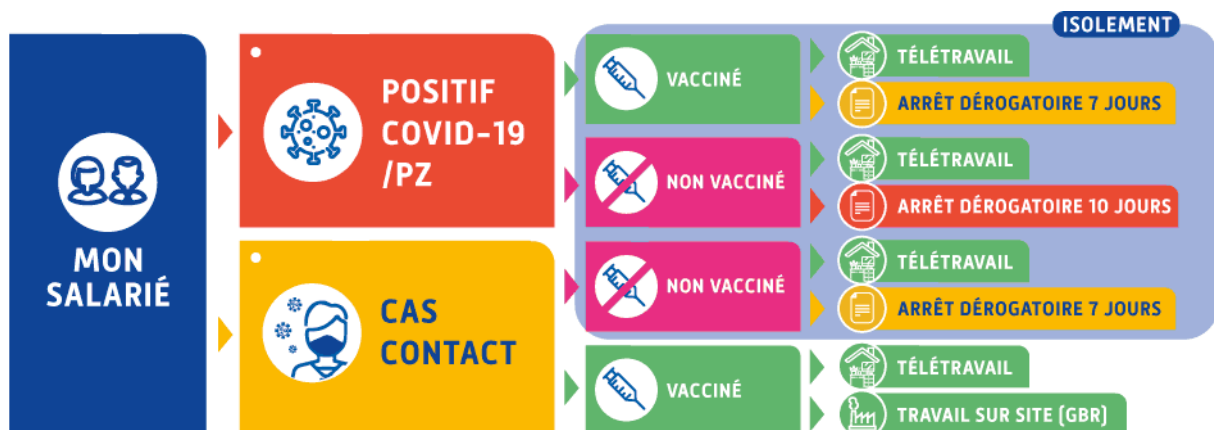 ISOLEMENT
MON
SALARIÉ
POSITIF
COVID-19
/PZ
VACCINÉ
TÉLÉTRAVAIL
ARRÊT DÉROGATOIRE 7 JOURS
NON VACCINÉ
TÉLÉTRAVAIL
ARRÊT DÉROGATOIRE 10 JOURS
CAS
CONTACT
NON VACCINÉ
TÉLÉTRAVAIL
ARRÊT DÉROGATOIRE 7 JOURS
VACCINÉ
TÉLÉTRAVAIL
TRAVAIL SUR SITE (GBR)